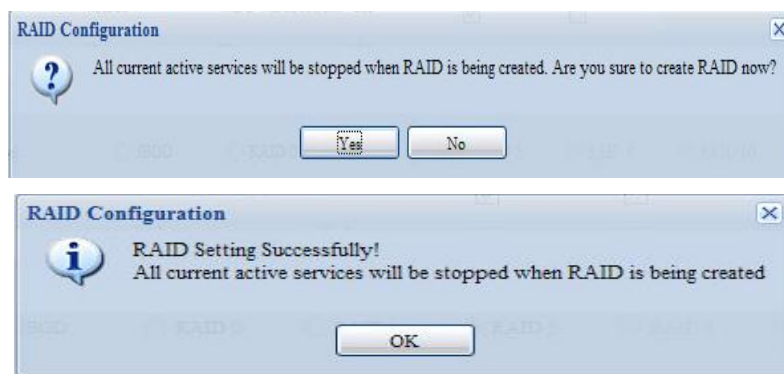 RAID Configuration
All current active services will be stopped when RAID is being created. Are you sure to create RAID now?
Yes
No
RAID Configuration
RAID Setting Successfully!
All current active services will be stopped when RAID is being created
OK